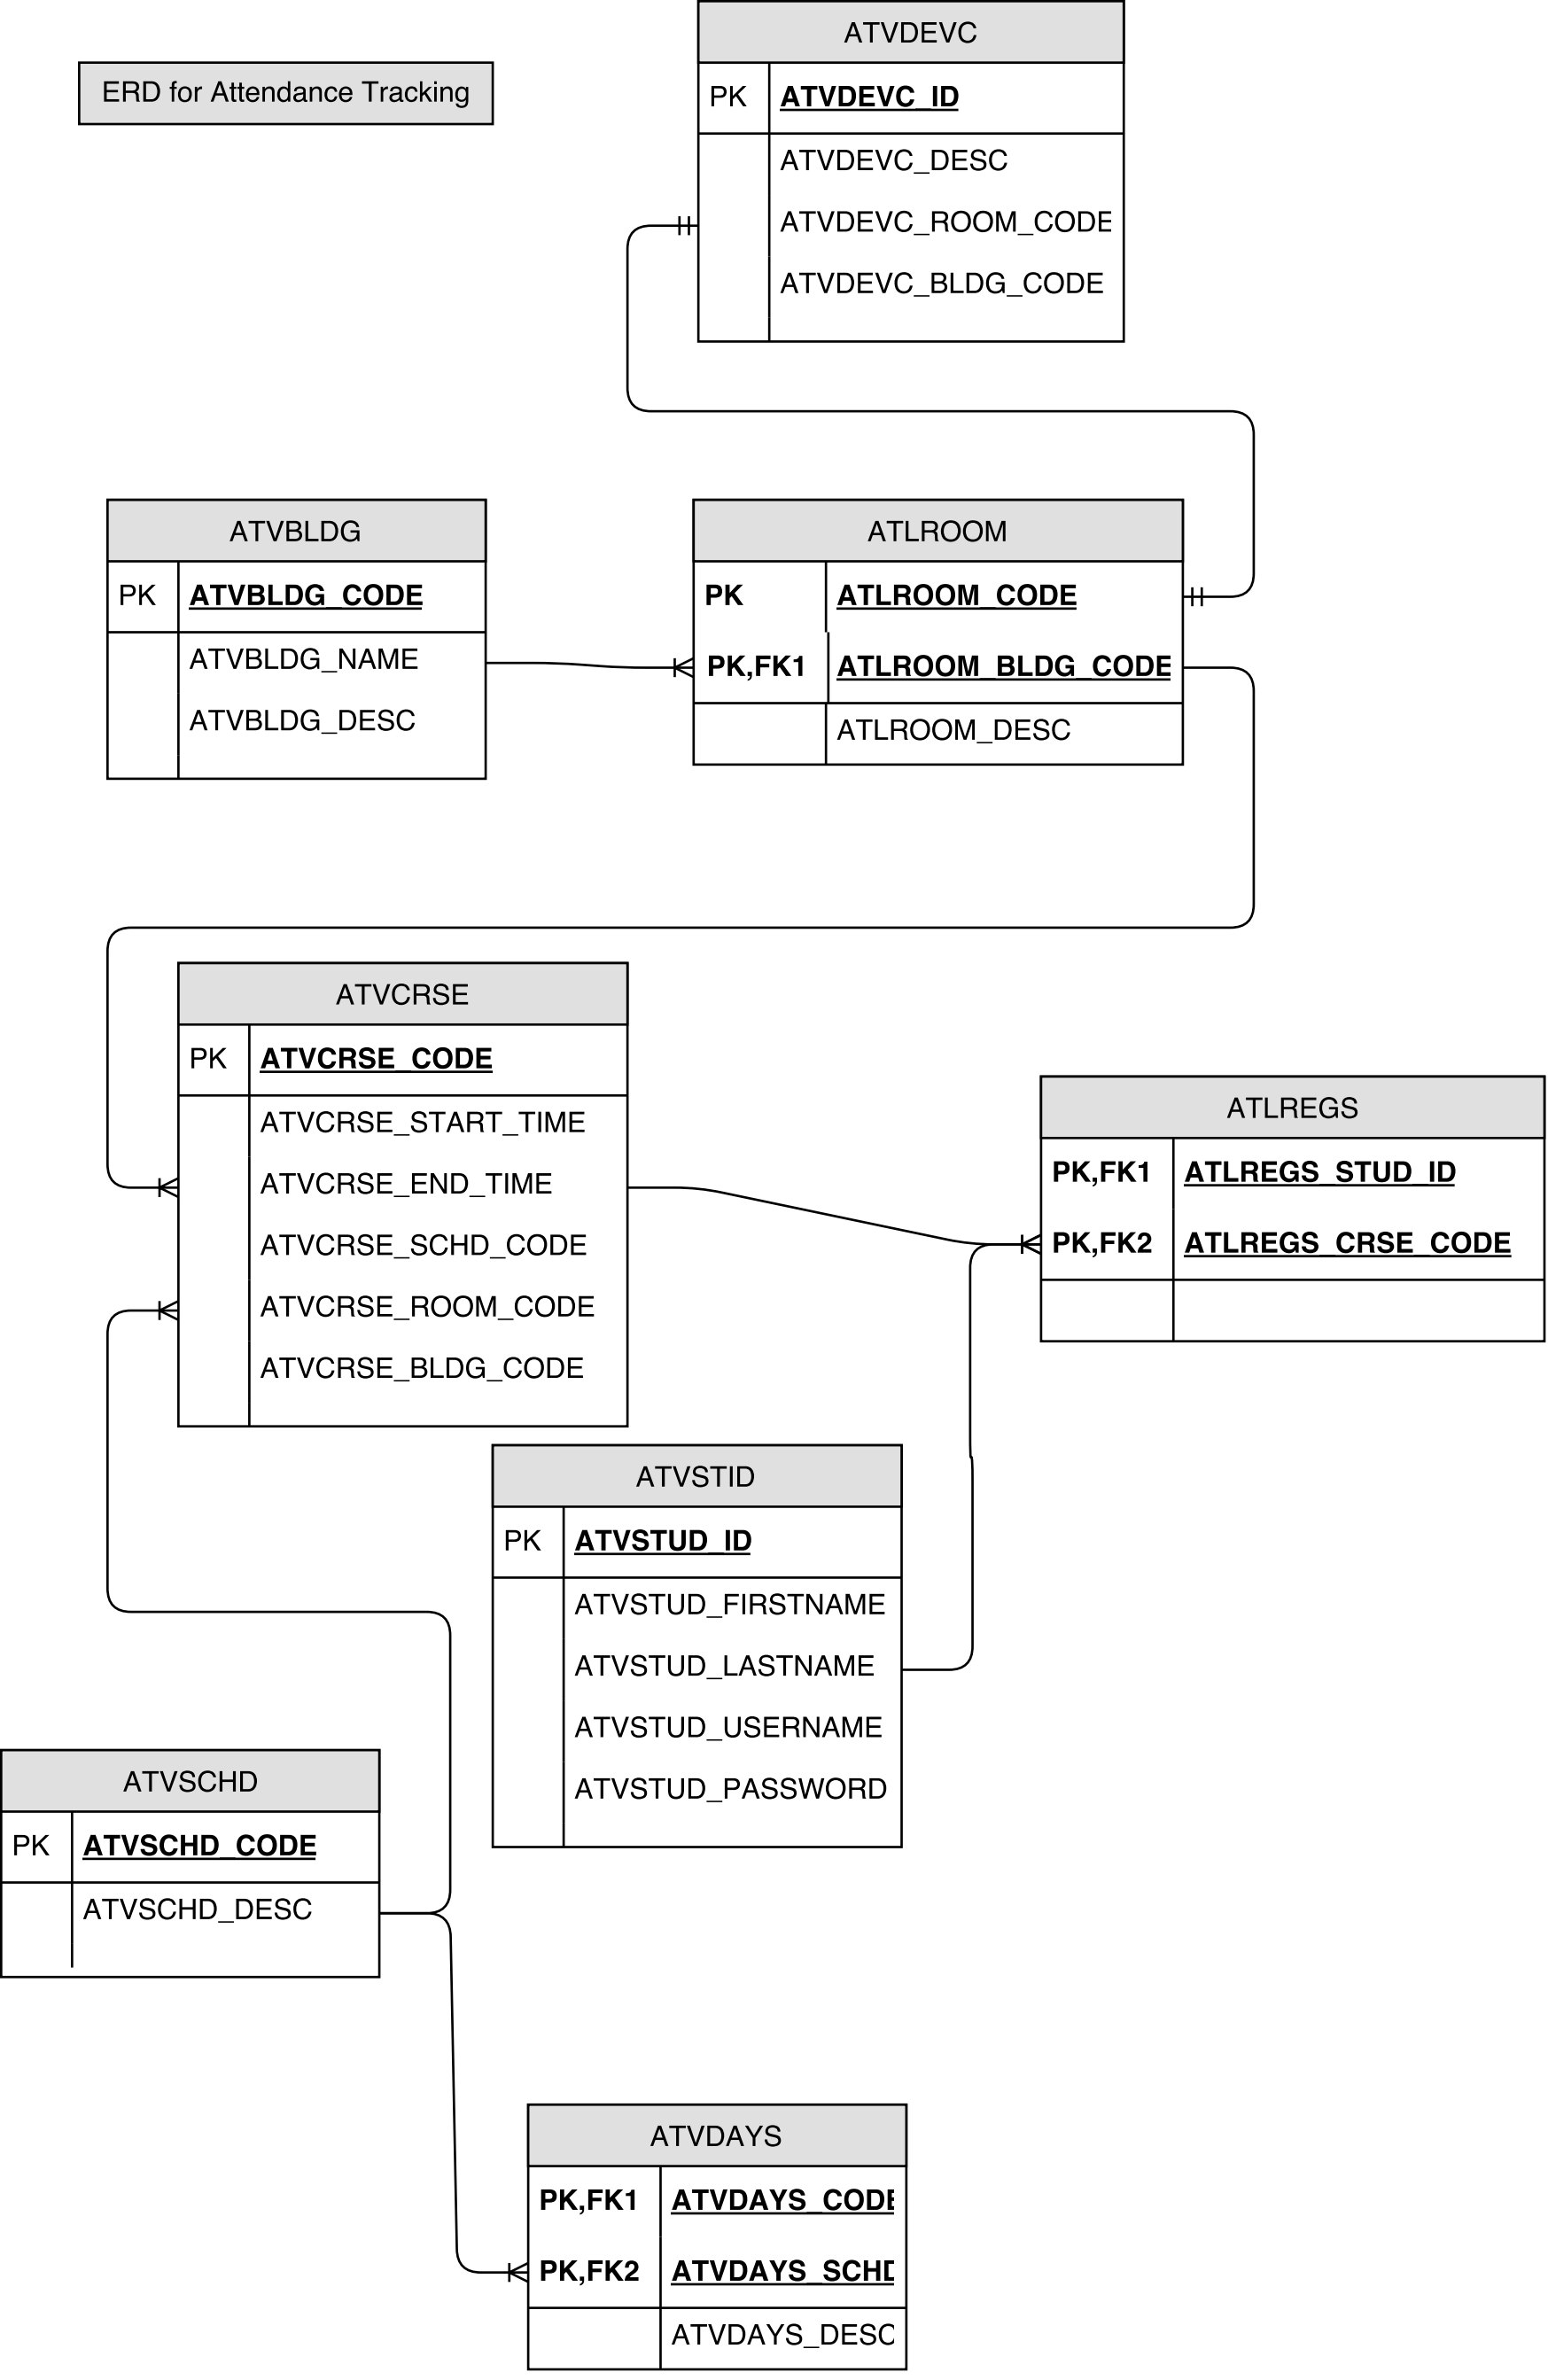 ATVDEVC
ERD for Attendance Tracking
PK ATVDEVC_ID
ATVDEVC_DESC
ATVDEVC_ROOM_CODE
ATVDEVC_BLDG_CODE
ATVBLDG
PK ATVBLDG_CODE
ATVBLDG_NAME
ATVBLDG_DESC
ATLROOM
PK ATLROOM_CODE
PK,FK1 ATLROOM_BLDG_CODE
ATLROOM_DESC
ATVCRSE
PK ATVCRSE_CODE
ATVCRSE_START_TIME
ATVCRSE_END_TIME
ATVCRSE_SCHD_CODE
ATVCRSE_ROOM_CODE
ATVCRSE_BLDG_CODE
ATLREGS
PK,FK1 ATLREGS_STUD_ID
PK,FK2 ATLREGS_CRSE_CODE
ATVSTID
PK ATVSTUD_ID
ATVSTUD_FIRSTNAME
ATVSTUD_LASTNAME
ATVSTUD_USERNAME
ATVSTUD_PASSWORD
ATVSCHD
PK ATVSCHD_CODE
ATVSCHD_DESC
ATVDAYS
PK,FK1 ATVDAYS_CODE
PK,FK2 ATVDAYS_SCHD
ATVDAYS_DESC